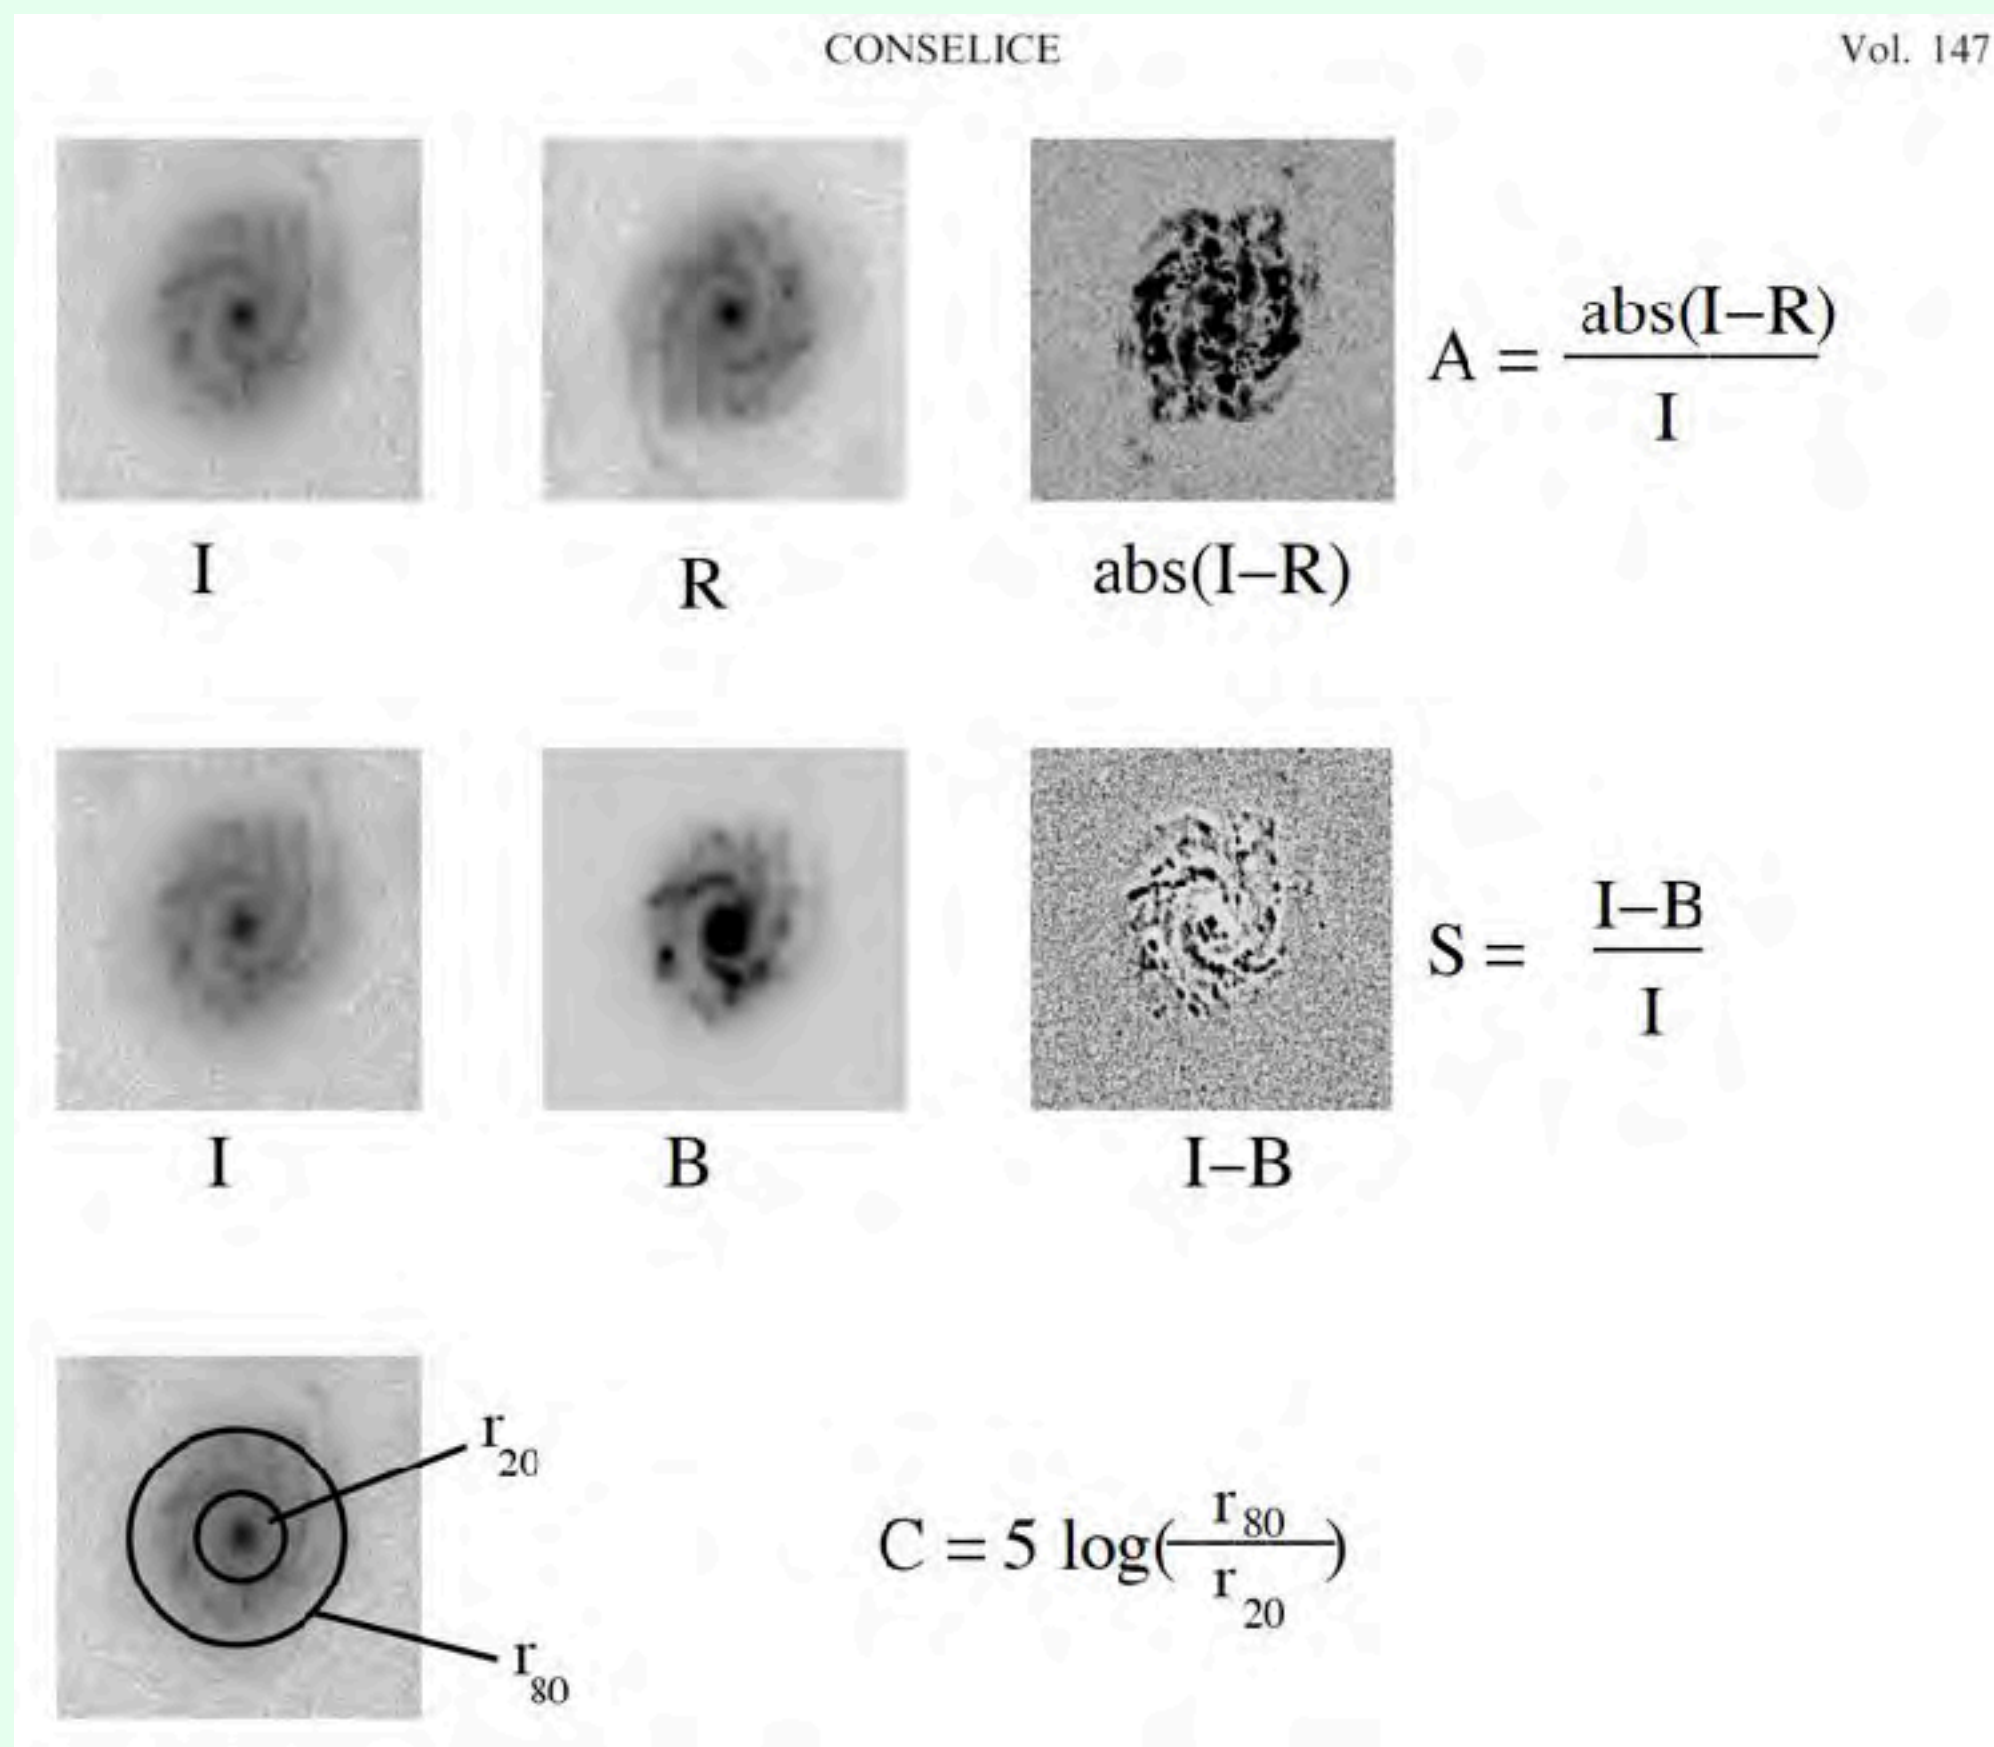 CONSELICE Vol. 147
A = abs(I–R)
I
I R abs(I–R)
S = I–B
I
I B I–B
r20
C = 5 log(r80
r20)
r80